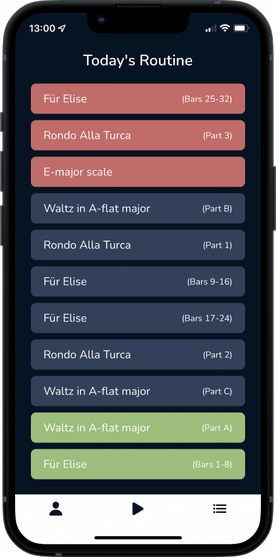 13:00
Today's Routine
Für Elise (Bars 25-32)
Rondo Alla Turca (Part 3)
E-major scale
Waltz in A-flat major (Part B)
Rondo Alla Turca (Part 1)
Für Elise (Bars 9-16)
Für Elise (Bars 17-24)
Rondo Alla Turca (Part 2)
Waltz in A-flat major (Part C)
Waltz in A-flat major (Part A)
Für Elise (Bars 1-8)